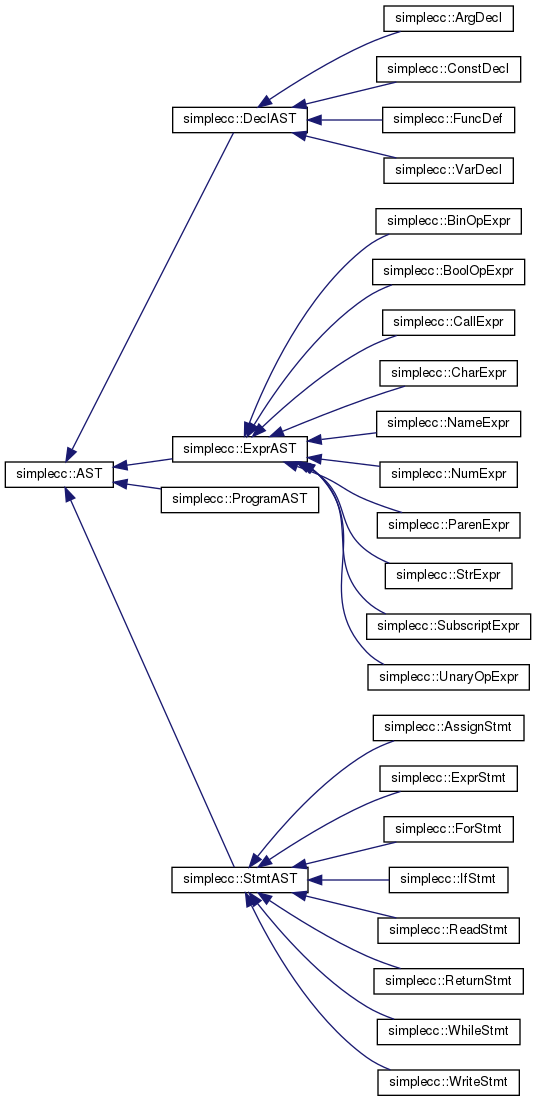 simplecc::ArgDecl
simplecc::ConstDecl
simplecc::DeclAST
simplecc::FuncDef
simplecc::VarDecl
simplecc::BinOpExpr
simplecc::BoolOpExpr
simplecc::CallExpr
simplecc::CharExpr
simplecc::NameExpr
simplecc::ExprAST
simplecc::AST
simplecc::NumExpr
simplecc::ProgramAST
simplecc::ParenExpr
simplecc::StrExpr
simplecc::SubscriptExpr
simplecc::UnaryOpExpr
simplecc::AssignStmt
simplecc::ExprStmt
simplecc::ForStmt
simplecc::StmtAST
simplecc::IfStmt
simplecc::ReadStmt
simplecc::ReturnStmt
simplecc::WhileStmt
simplecc::WriteStmt